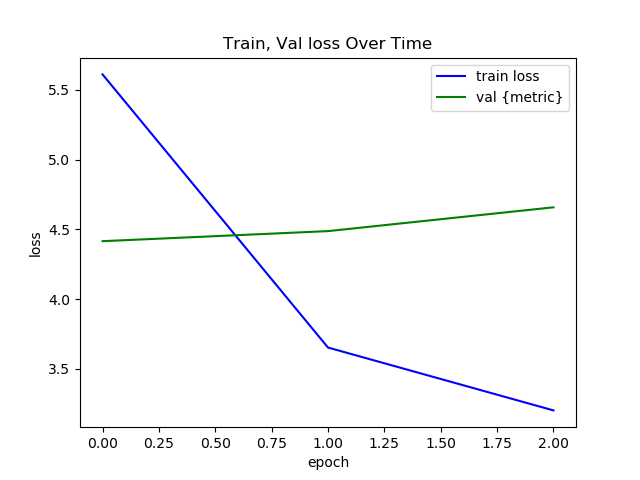 Train, Val loss Over Time
train loss
val {metric}
5.5
5.0
4.5
4.0
3.5
loss
0.00 0.25 0.50 0.75 1.00 1.25 1.50 1.75 2.00
epoch